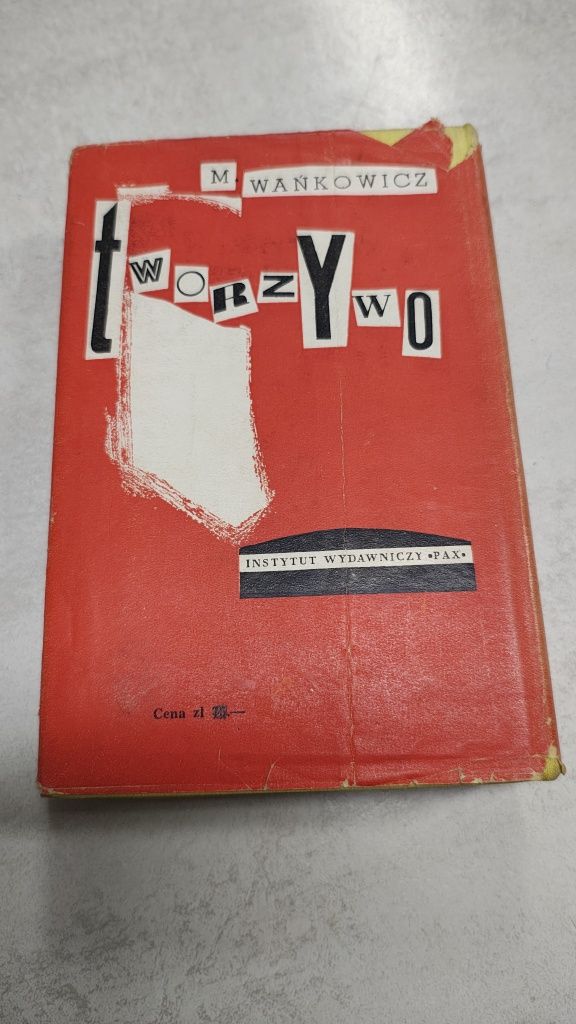 M. WAŃKOWICZ
tworzywo
INSTYTUT WYDAWNICZY •PAX•
Cena zł